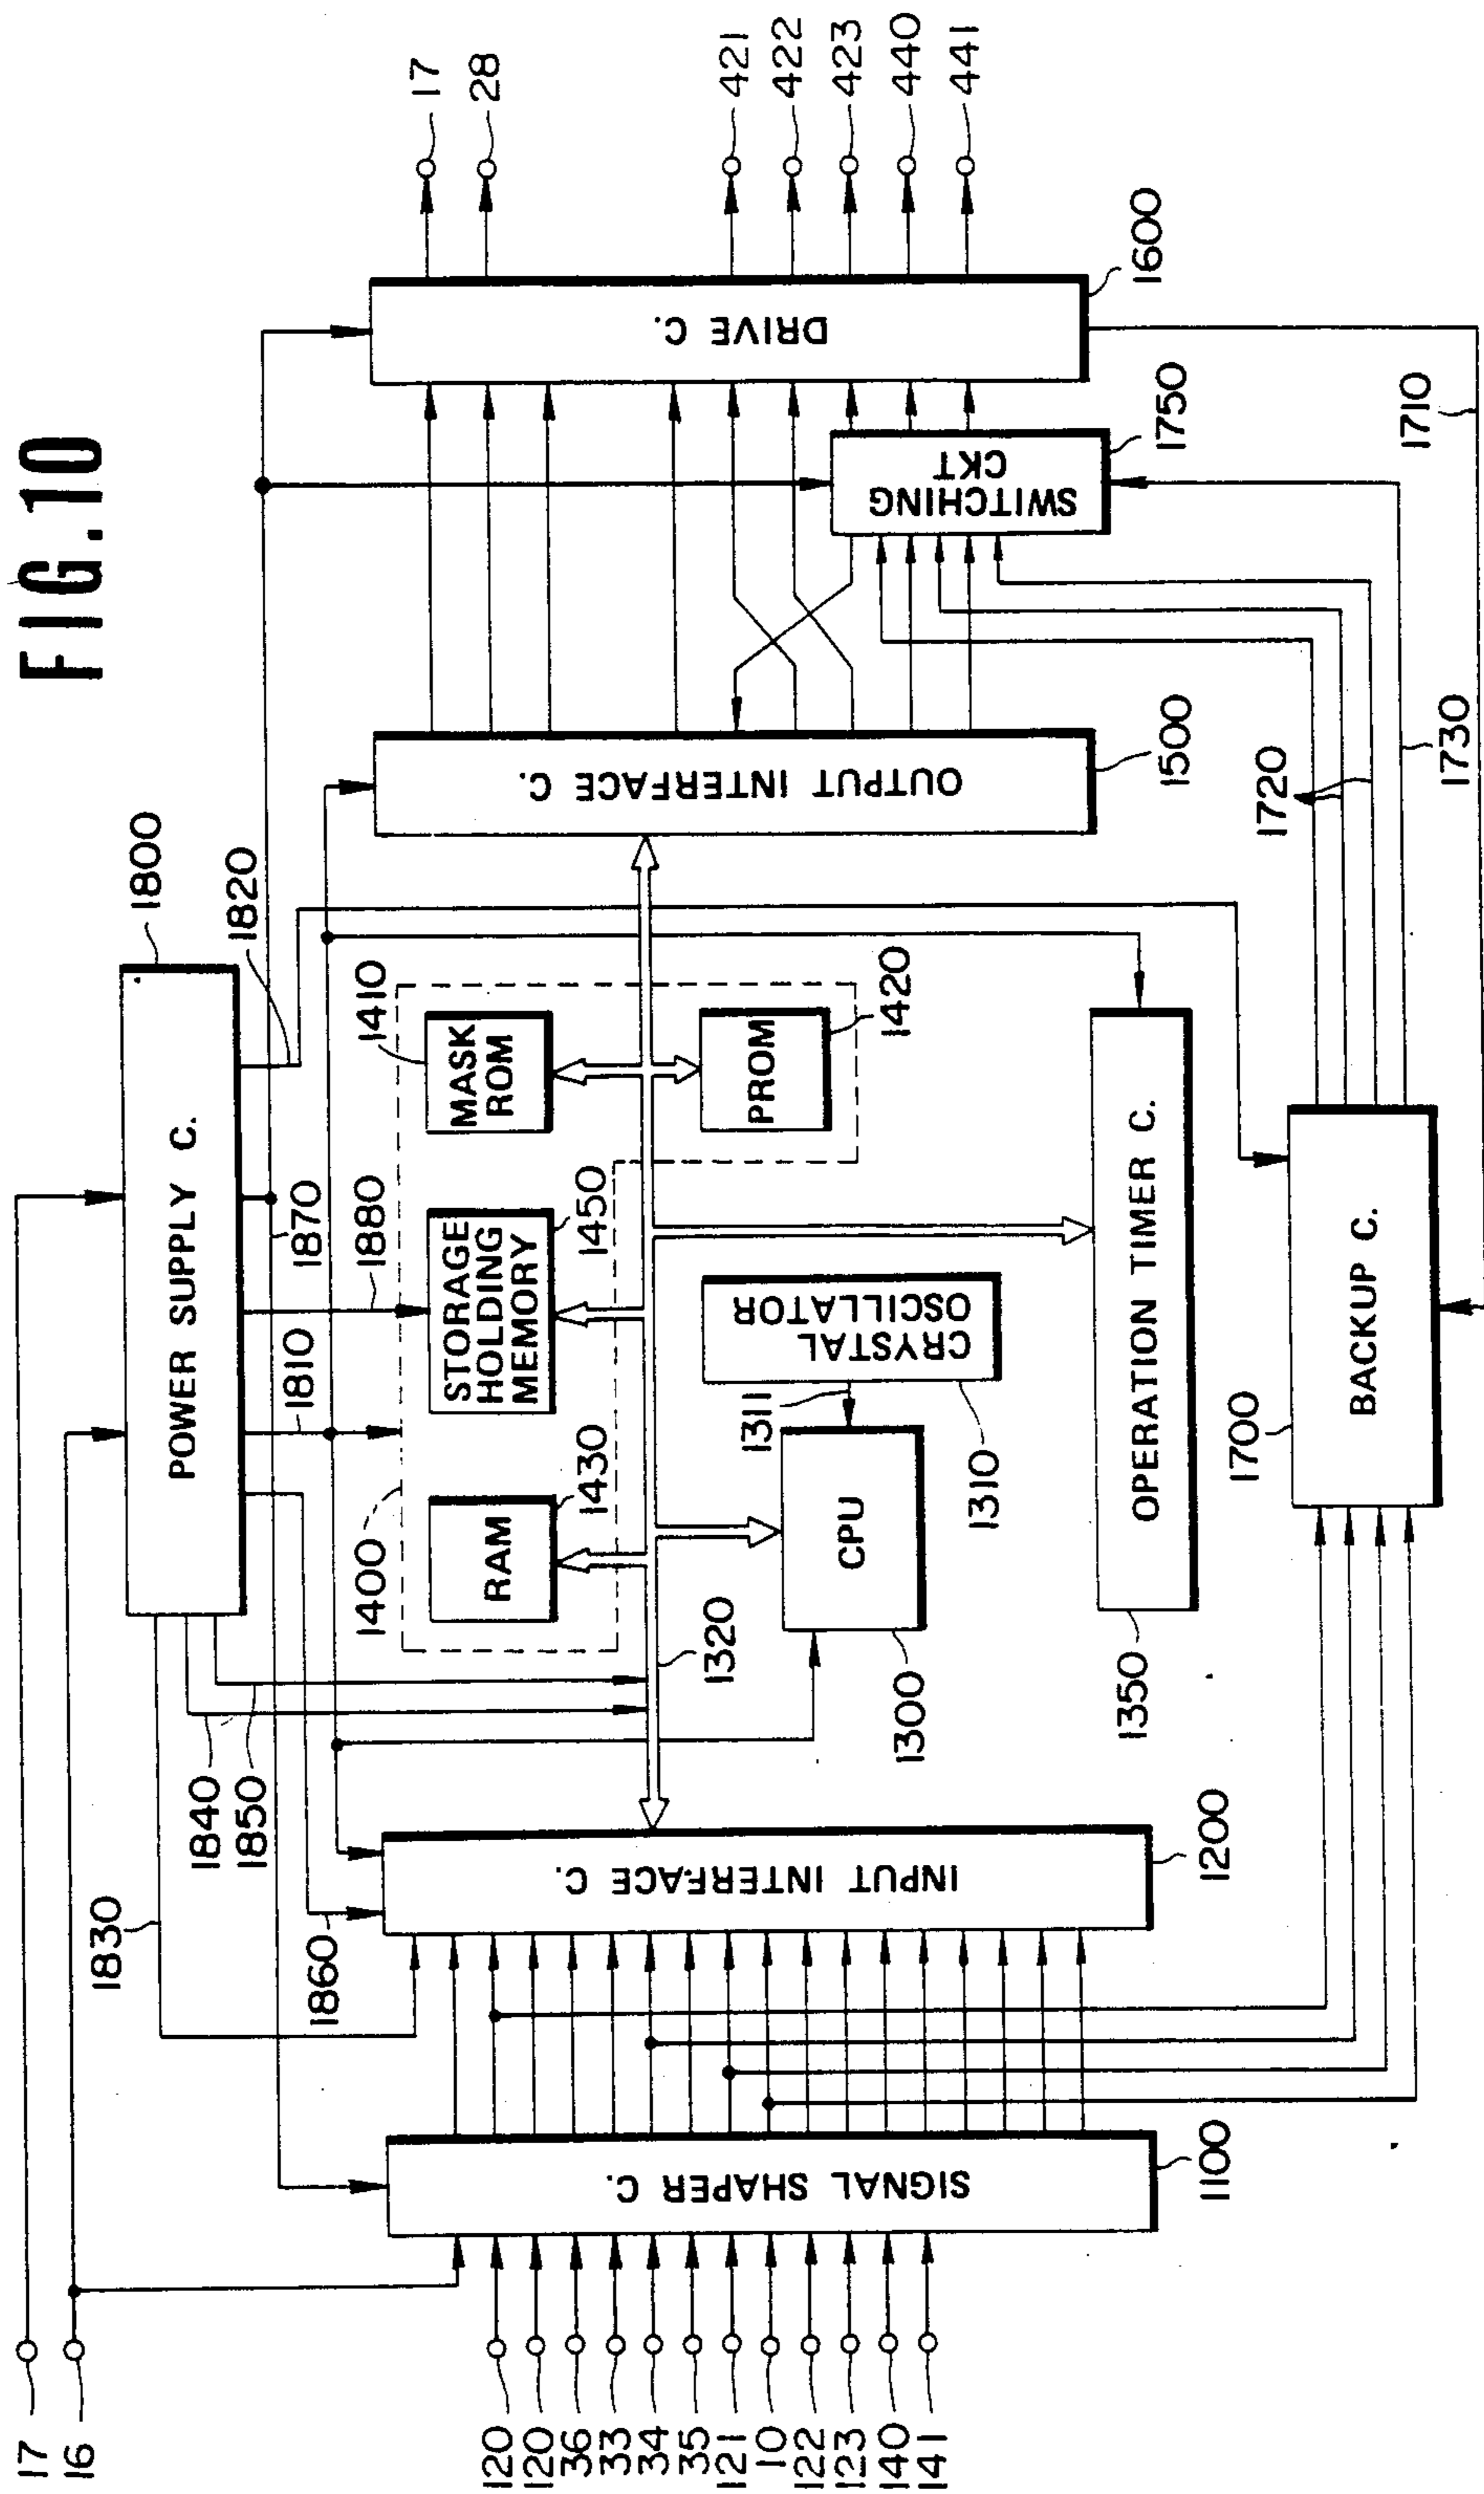 FIG.10
17
16
1830
1840
1850
1860
1800
POWER SUPPLY C.
1820
1870
1880
1810
1400
RAM
1430
STORAGE
HOLDING
MEMORY
1450
MASK
ROM
1410
PROM
1420
1320
CPU
1300
1311
CRYSTAL
OSCILLATOR
1310
OPERATION TIMER C.
1350
120
120
36
33
34
35
121
10
122
123
140
141
SIGNAL SHAPER C.
1100
INPUT INTERFACE C.
1200
OUTPUT INTERFACE C.
1500
SWITCHING
CKT
1750
DRIVE C.
1600
17
28
421
422
423
440
441
BACKUP C.
1700
1720
1730
1710